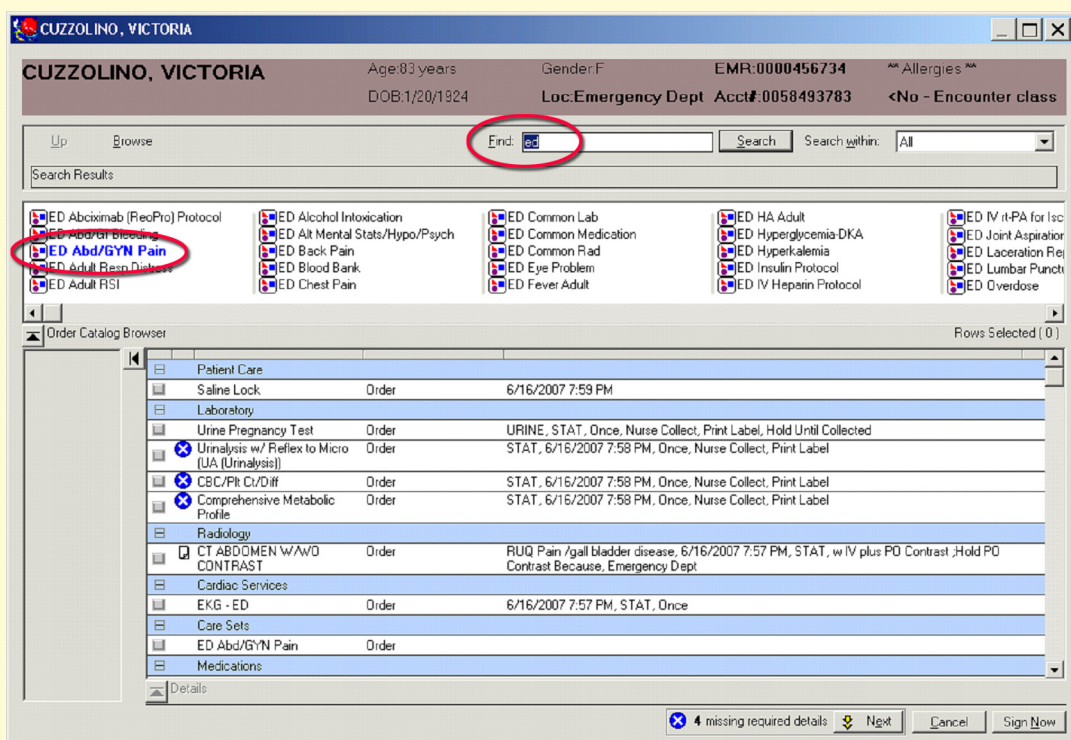 CUZZOLINO, VICTORIA
CUZZOLINO, VICTORIA Age:83 years Gender:F EMR:0000456734 ** Allergies **
DOB:1/20/1924 Loc:Emergency Dept Acct#:0058493783 <No - Encounter class
Up Browse Find: ed Search Search within: All
Search Results
ED Abciximab (ReoPro) Protocol ED Alcohol Intoxication ED Common Lab ED HA Adult ED IV rt-PA for Isc
ED Abd/GI Bleeding ED Alt Mental Stats/Hypo/Psych ED Common Medication ED Hyperglycemia-DKA ED Joint Aspiration
ED Abd/GYN Pain ED Back Pain ED Common Rad ED Hyperkalemia ED Laceration Rep
ED Adult Resp Distress ED Blood Bank ED Eye Problem ED Insulin Protocol ED Lumbar Punctu
ED Adult RSI ED Chest Pain ED Fever Adult ED IV Heparin Protocol ED Overdose
Order Catalog Browser Rows Selected ( 0 )
Patient Care
Saline Lock Order 6/16/2007 7:59 PM
Laboratory
Urine Pregnancy Test Order URINE, STAT, Once, Nurse Collect, Print Label, Hold Until Collected
Urinalysis w/ Reflex to Micro Order STAT, 6/16/2007 7:58 PM, Once, Nurse Collect, Print Label
(UA (Urinalysis))
CBC/Plt Ct/Diff Order STAT, 6/16/2007 7:58 PM, Once, Nurse Collect, Print Label
Comprehensive Metabolic Order STAT, 6/16/2007 7:58 PM, Once, Nurse Collect, Print Label
Profile
Radiology
CT ABDOMEN W/WO Order RUQ Pain /gall bladder disease, 6/16/2007 7:57 PM, STAT, w IV plus PO Contrast ;Hold PO
CONTRAST Contrast Because, Emergency Dept
Cardiac Services
EKG - ED Order 6/16/2007 7:57 PM, STAT, Once
Care Sets
ED Abd/GYN Pain Order
Medications
Details
4 missing required details Next Cancel Sign Now